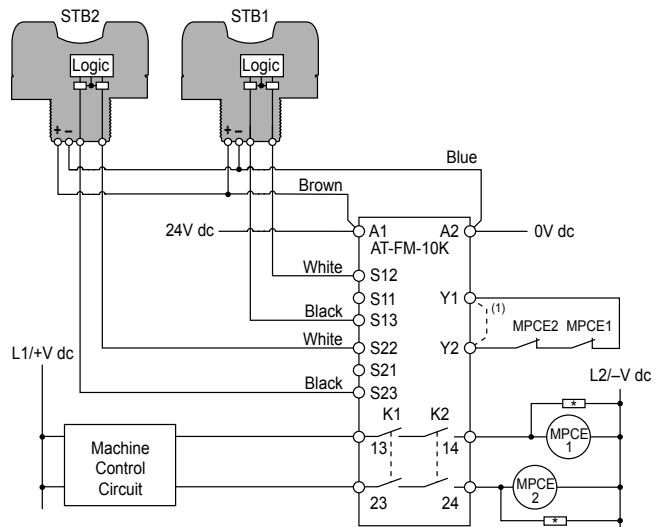 STB2 STB1
Logic Logic
+ – + –
Blue
Brown
24V dc A1 A2 0V dc
AT-FM-10K
White S12
S11 Y1 (1)
Black S13 MPCE2 MPCE1
White S22 Y2
L1/+V dc S21 L2/–V dc
Black S23
K1 K2 *
Machine
Control
Circuit
13 14 MPCE
1
23 24 MPCE
2
*